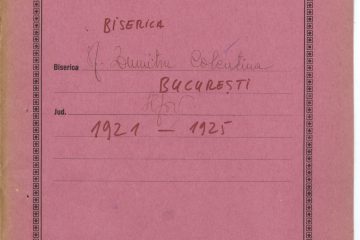 BISERICA
Biserica Sf. Dumitru Colentina
BUCUREȘTI
Jud. Ilfov
1921 — 1925